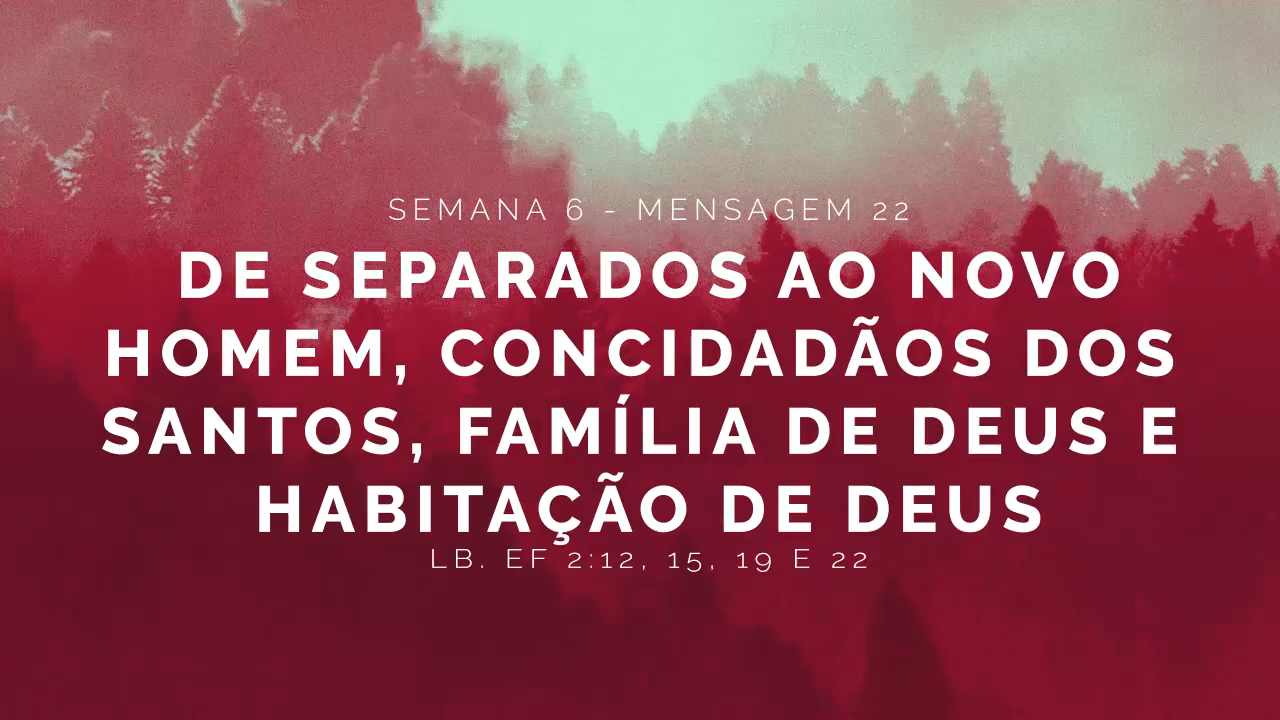 SEMANA 6 - MENSAGEM 22
DE SEPARADOS AO NOVO
HOMEM, CONCIDADÃOS DOS
SANTOS, FAMÍLIA DE DEUS E
HABITAÇÃO DE DEUS
LB. EF 2:12, 15, 19 E 22